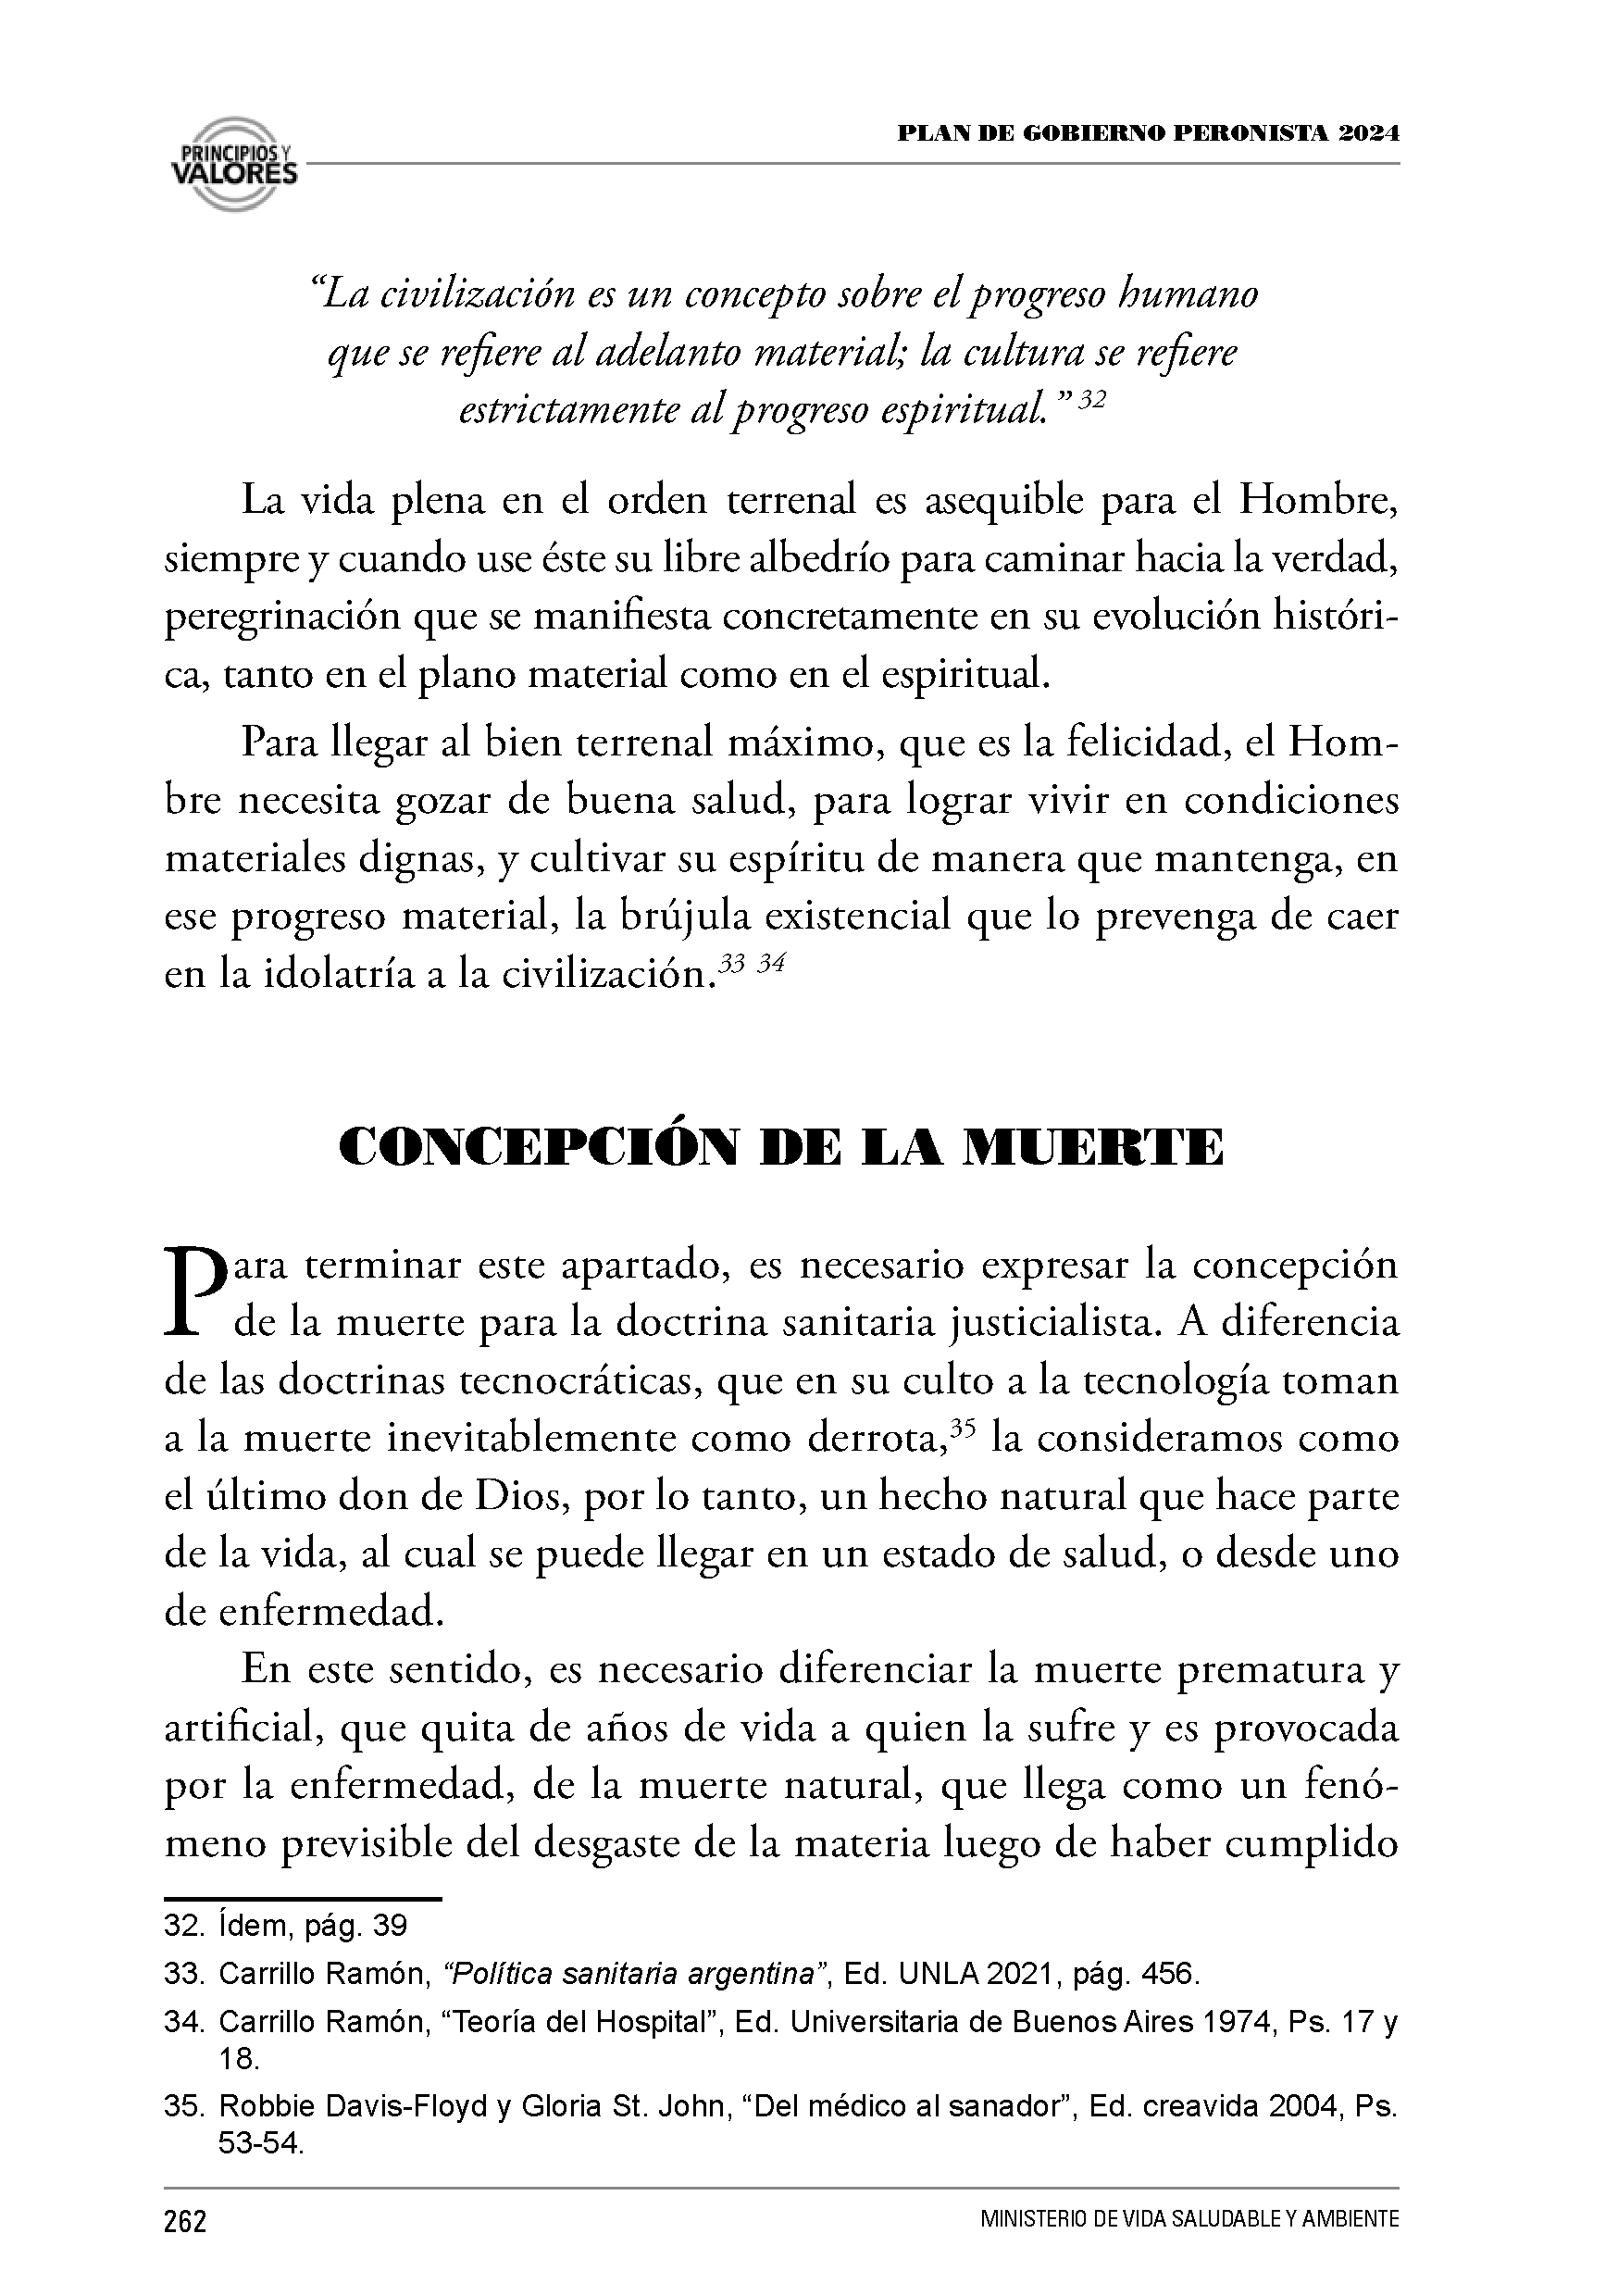 PRINCIPIOS Y
VALORES
PLAN DE GOBIERNO PERONISTA 2024
“La civilización es un concepto sobre el progreso humano
que se refiere al adelanto material; la cultura se refiere
estrictamente al progreso espiritual.” 32
La vida plena en el orden terrenal es asequible para el Hombre,
siempre y cuando use éste su libre albedrío para caminar hacia la verdad,
peregrinación que se manifiesta concretamente en su evolución históri-
ca, tanto en el plano material como en el espiritual.
Para llegar al bien terrenal máximo, que es la felicidad, el Hom-
bre necesita gozar de buena salud, para lograr vivir en condiciones
materiales dignas, y cultivar su espíritu de manera que mantenga, en
ese progreso material, la brújula existencial que lo prevenga de caer
en la idolatría a la civilización.33 34
CONCEPCIÓN DE LA MUERTE
Para terminar este apartado, es necesario expresar la concepción
de la muerte para la doctrina sanitaria justicialista. A diferencia
de las doctrinas tecnocráticas, que en su culto a la tecnología toman
a la muerte inevitablemente como derrota,35 la consideramos como
el último don de Dios, por lo tanto, un hecho natural que hace parte
de la vida, al cual se puede llegar en un estado de salud, o desde uno
de enfermedad.
En este sentido, es necesario diferenciar la muerte prematura y
artificial, que quita de años de vida a quien la sufre y es provocada
por la enfermedad, de la muerte natural, que llega como un fenó-
meno previsible del desgaste de la materia luego de haber cumplido
32. Ídem, pág. 39
33. Carrillo Ramón, “Política sanitaria argentina”, Ed. UNLA 2021, pág. 456.
34. Carrillo Ramón, “Teoría del Hospital”, Ed. Universitaria de Buenos Aires 1974, Ps. 17 y
18.
35. Robbie Davis-Floyd y Gloria St. John, “Del médico al sanador”, Ed. creavida 2004, Ps.
53-54.
262
MINISTERIO DE VIDA SALUDABLE Y AMBIENTE